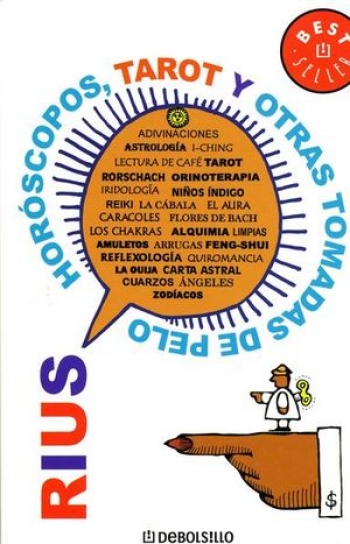 BEST
SELLER
HORÓSCOPOS, TAROT Y OTRAS TOMADAS DE PELO
ADIVINACIONES
ASTROLOGÍA I-CHING
LECTURA DE CAFÉ TAROT
RORSCHACH ORINOTERAPIA
IRIDOLOGÍA NIÑOS ÍNDIGO
REIKI LA CÁBALA EL AURA
CARACOLES FLORES DE BACH
LOS CHAKRAS ALQUIMIA LIMPIAS
AMULETOS ARRUGAS FENG-SHUI
REFLEXOLOGÍA QUIROMANCIA
LA OUIJA CARTA ASTRAL
CUARZOS ÁNGELES
ZODÍACOS
RIUS
$
DEBOLS!LLO